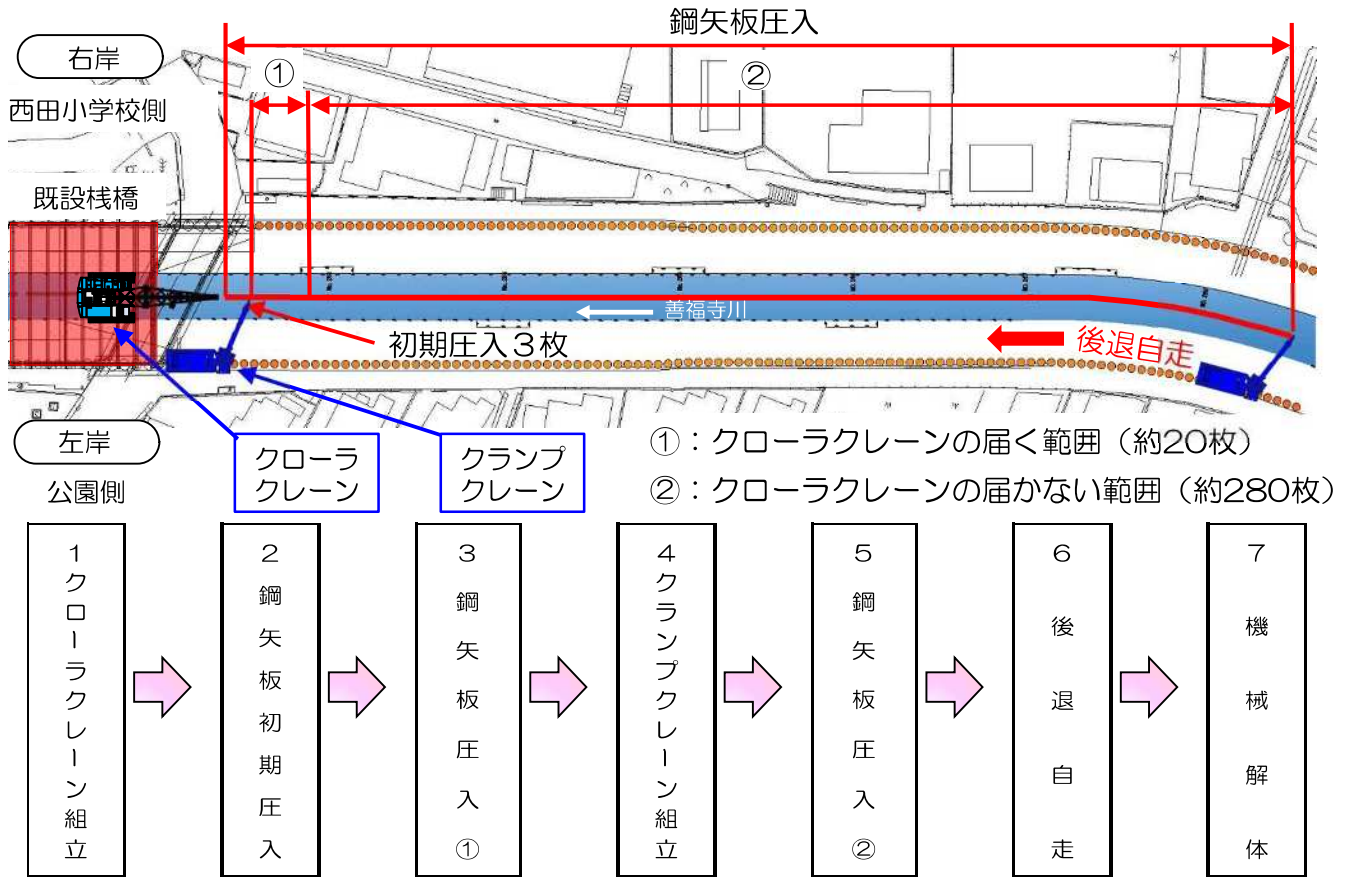 鋼矢板圧入
右岸
①
②
西田小学校側
既設桟橋
善福寺川
初期圧入3枚
後退自走
左岸
公園側
クローラ
クレーン
クランプ
クレーン
①：クローラクレーンの届く範囲（約20枚）
②：クローラクレーンの届かない範囲（約280枚）
1クローラクレーン組立
2鋼矢板初期圧入
3鋼矢板圧入①
4クランプクレーン組立
5鋼矢板圧入②
6後退自走
7機械解体